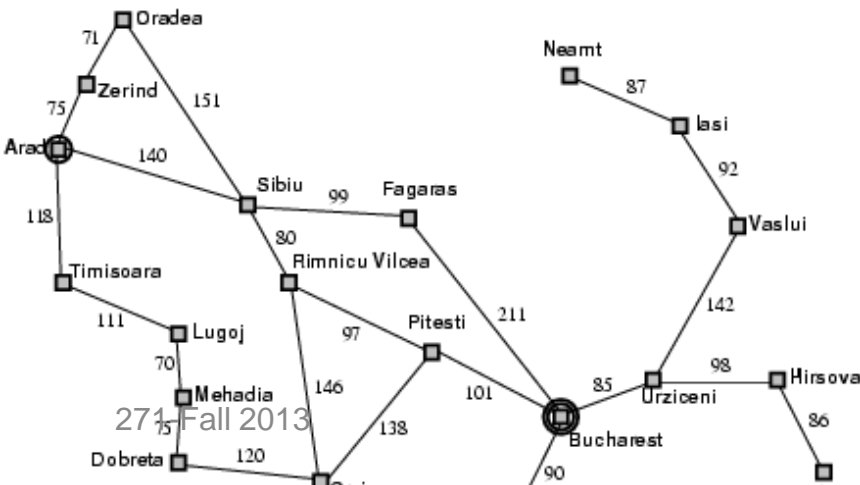 Oradea
71
Neamt
Zerind
87
75
151
Iasi
Arad
140
92
Sibiu
99
Fagaras
118
80
Vaslui
Rimnicu Vilcea
Timisoara
142
111
211
Lugoj
97
Pitesti
70
98
Hirsova
85
146
101
Mehadia
Urziceni
271-Fall 2013
75
138
86
Bucharest
Dobreta
120
90